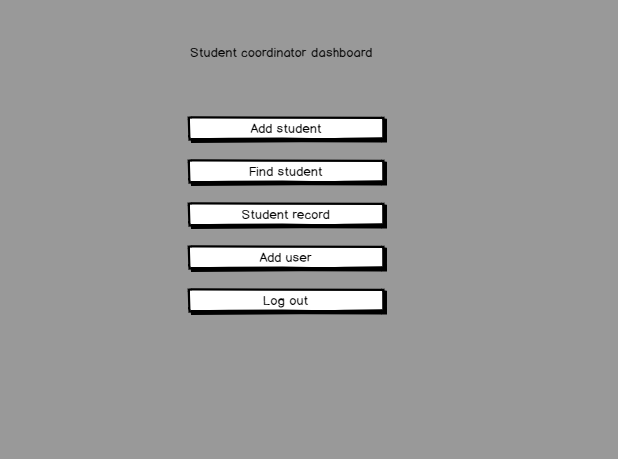 Student coordinator dashboard
Add student
Find student
Student record
Add user
Log out